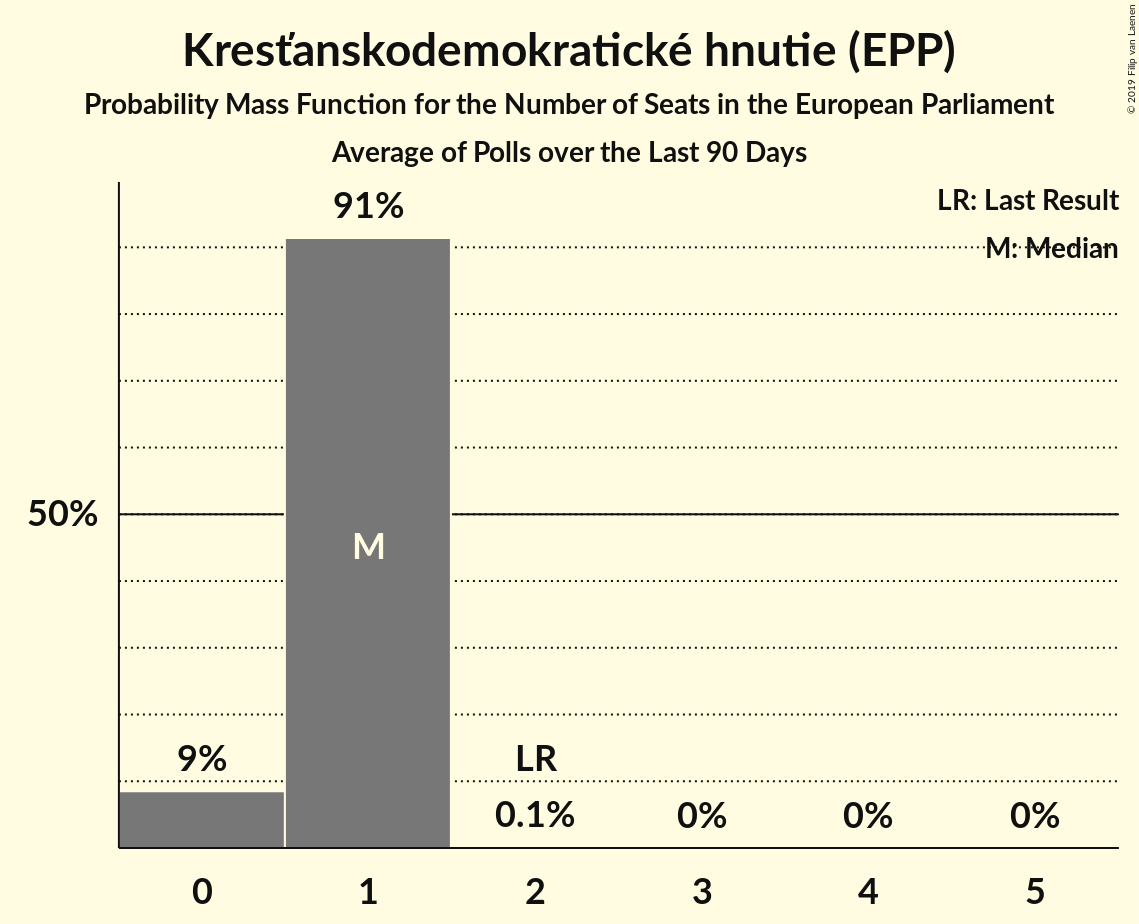 Kresťanskodemokratické hnutie (EPP)
Probability Mass Function for the Number of Seats in the European Parliament
Average of Polls over the Last 90 Days
© 2019 Filip van Laenen
LR: Last Result
M: Median
91%
50%
M
9%
LR
0.1%
0%
0%
0%
0
1
2
3
4
5